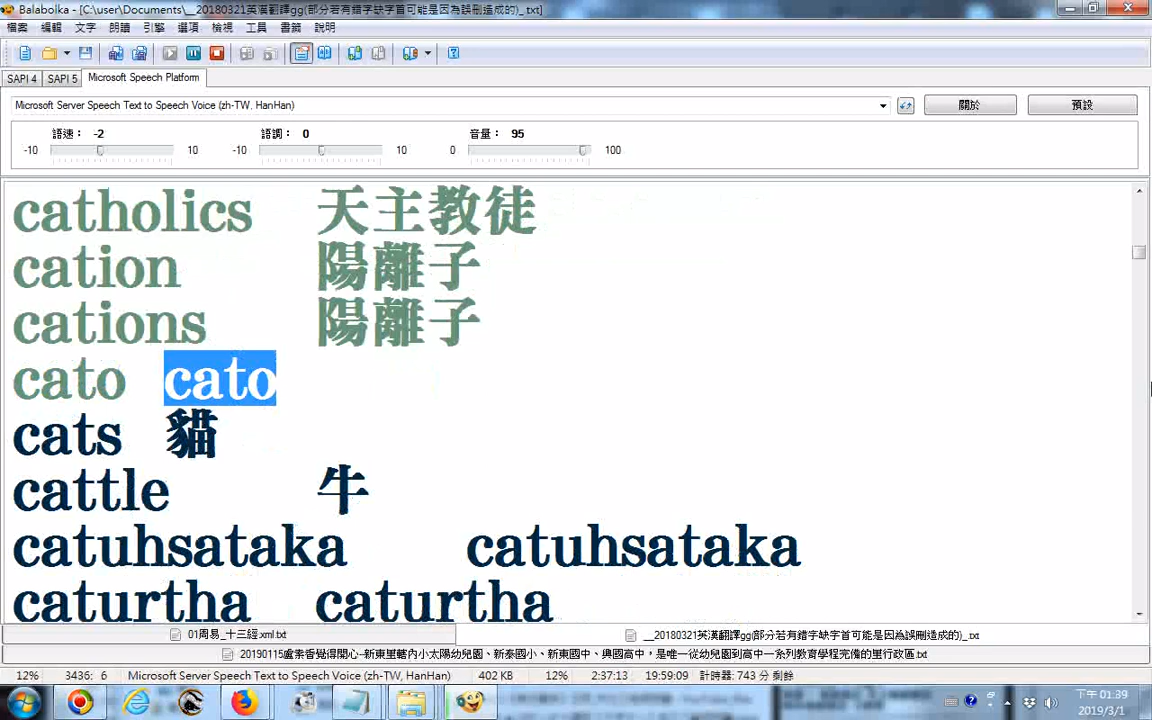 Balabolka - [C:\user\Documents\__20180321英漢翻譯gg(部分若有錯字缺字首可能是因為誤刪造成的)_.txt]
檔案 編輯 文字 朗讀 引擎 選項 檢視 工具 書籤 說明
SAPI 4 SAPI 5 Microsoft Speech Platform
Microsoft Server Speech Text to Speech Voice (zh-TW, HanHan) 關於 預設
語速： -2 語調： 0 音量： 95
-10 10 -10 10 0 100
catholics 天主教徒
cation 陽離子
cations 陽離子
cato cato
cats 貓
cattle 牛
catuhsataka catuhsataka
caturtha caturtha
01周易_十三經.xml.txt __20180321英漢翻譯gg(部分若有錯字缺字首可能是因為誤刪造成的)_.txt
20190115盧素香覺得開心-新東里轄內小太陽幼兒園、新泰國小、新東國中、興國高中，是唯一從幼兒園到高中一系列教育學程完備的里行政區.txt
12% 3436: 6 Microsoft Server Speech Text to Speech Voice (zh-TW, HanHan) 402 KB 12% 2:37:13 19:59:09 計時器: 743 分 剩餘
下午 01:39
2019/3/1